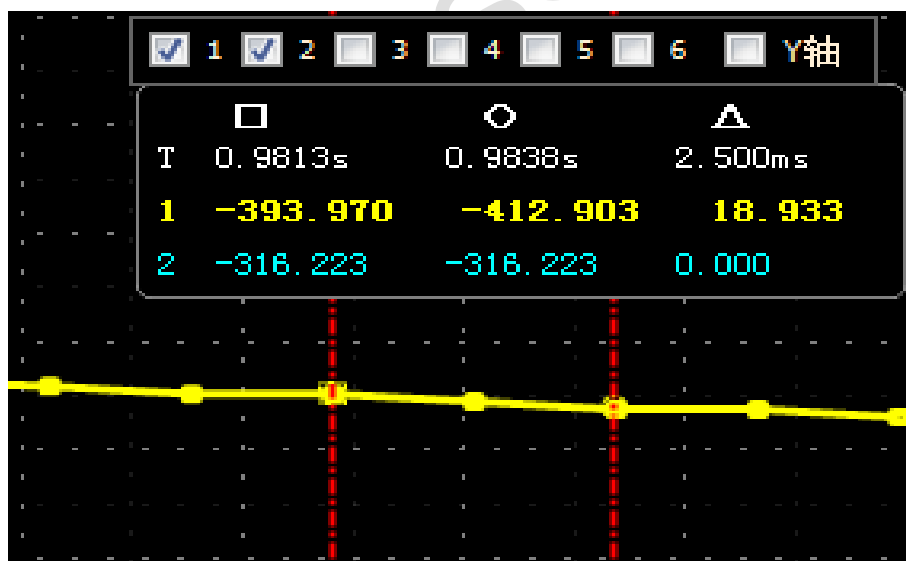 1 2 3 4 5 6 Y轴
T 0.9813s 0.9838s 2.500ms
1 -393.970 -412.903 18.933
2 -316.223 -316.223 0.000